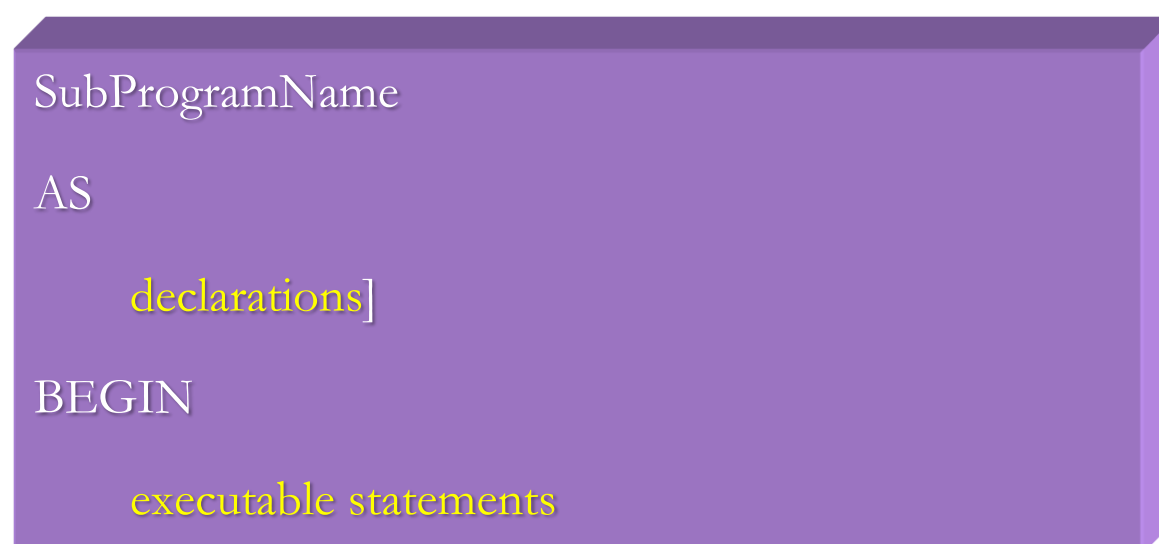 SubProgramName
AS
declarations]
BEGIN
executable statements